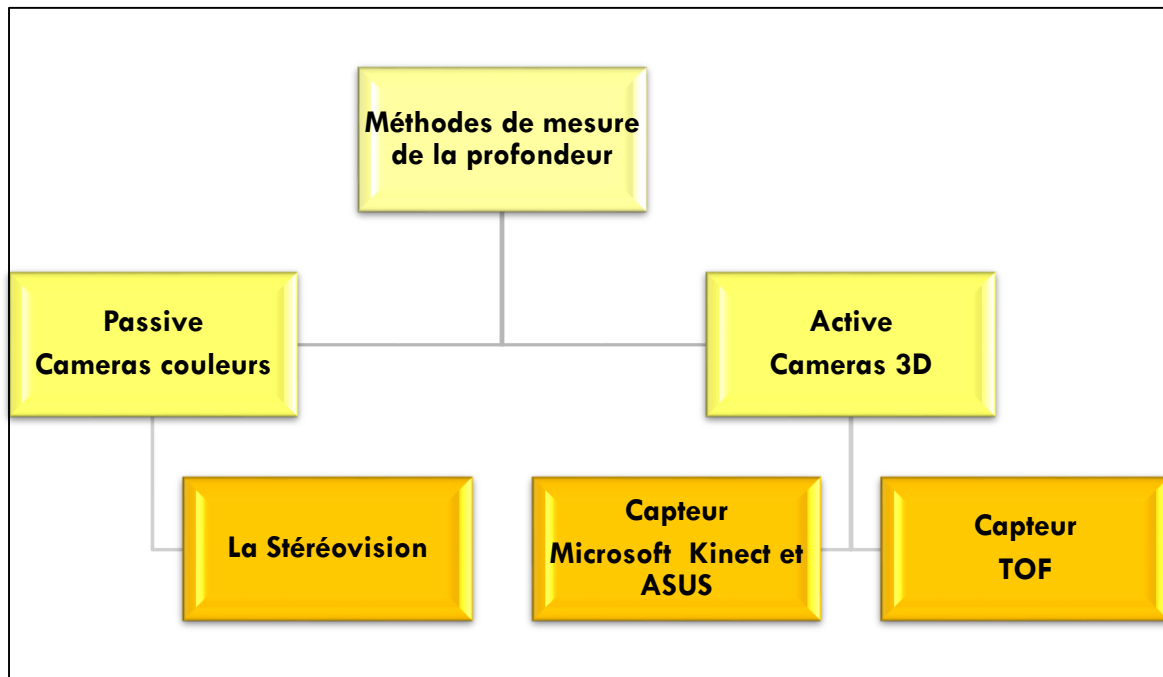 Méthodes de mesure
de la profondeur
Passive
Cameras couleurs
Active
Cameras 3D
La Stéréovision
Capteur
Microsoft  Kinect et
ASUS
Capteur
TOF